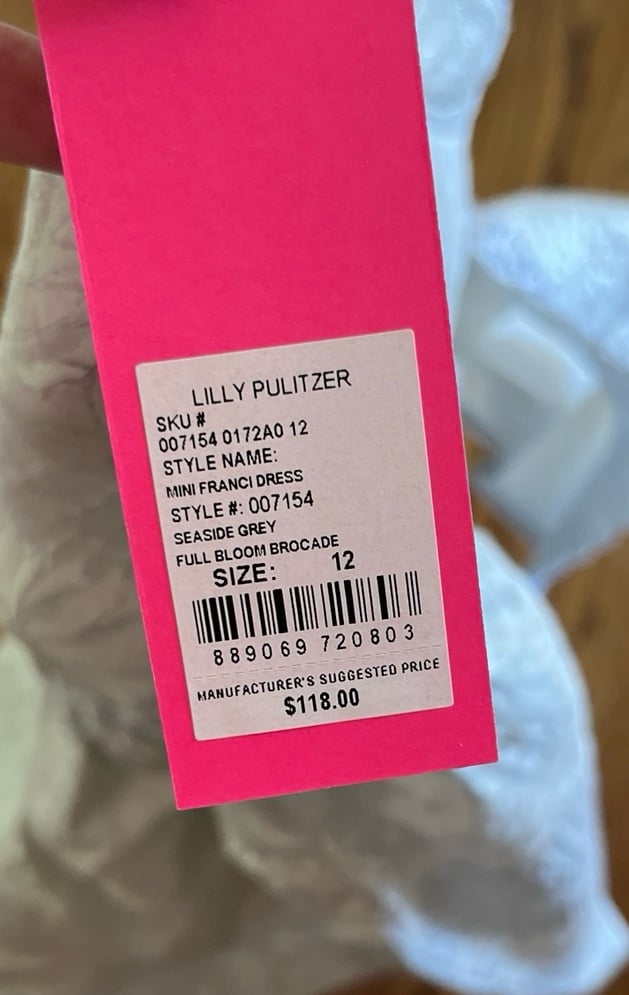 LILLY PULITZER
SKU #
007154 0172A0 12
STYLE NAME:
MINI FRANCI DRESS
STYLE #: 007154
SEASIDE GREY
FULL BLOOM BROCADE
SIZE: 12
889069 720803
MANUFACTURER'S SUGGESTED PRICE
$118.00